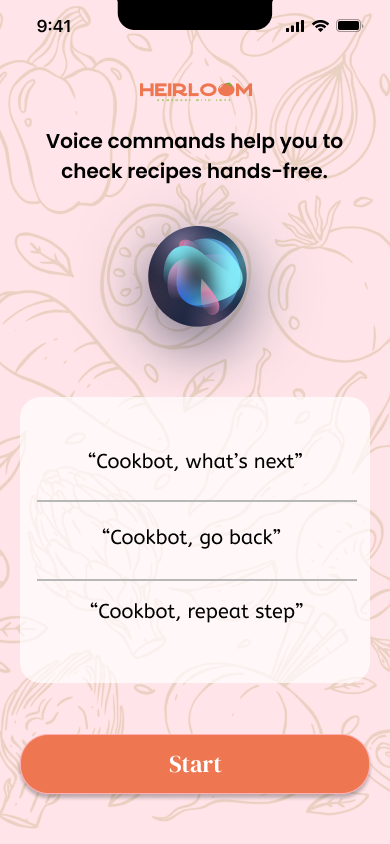 9:41
HEIRLOOM
Voice commands help you to
check recipes hands-free.
“Cookbot, what’s next”
“Cookbot, go back”
“Cookbot, repeat step”
Start